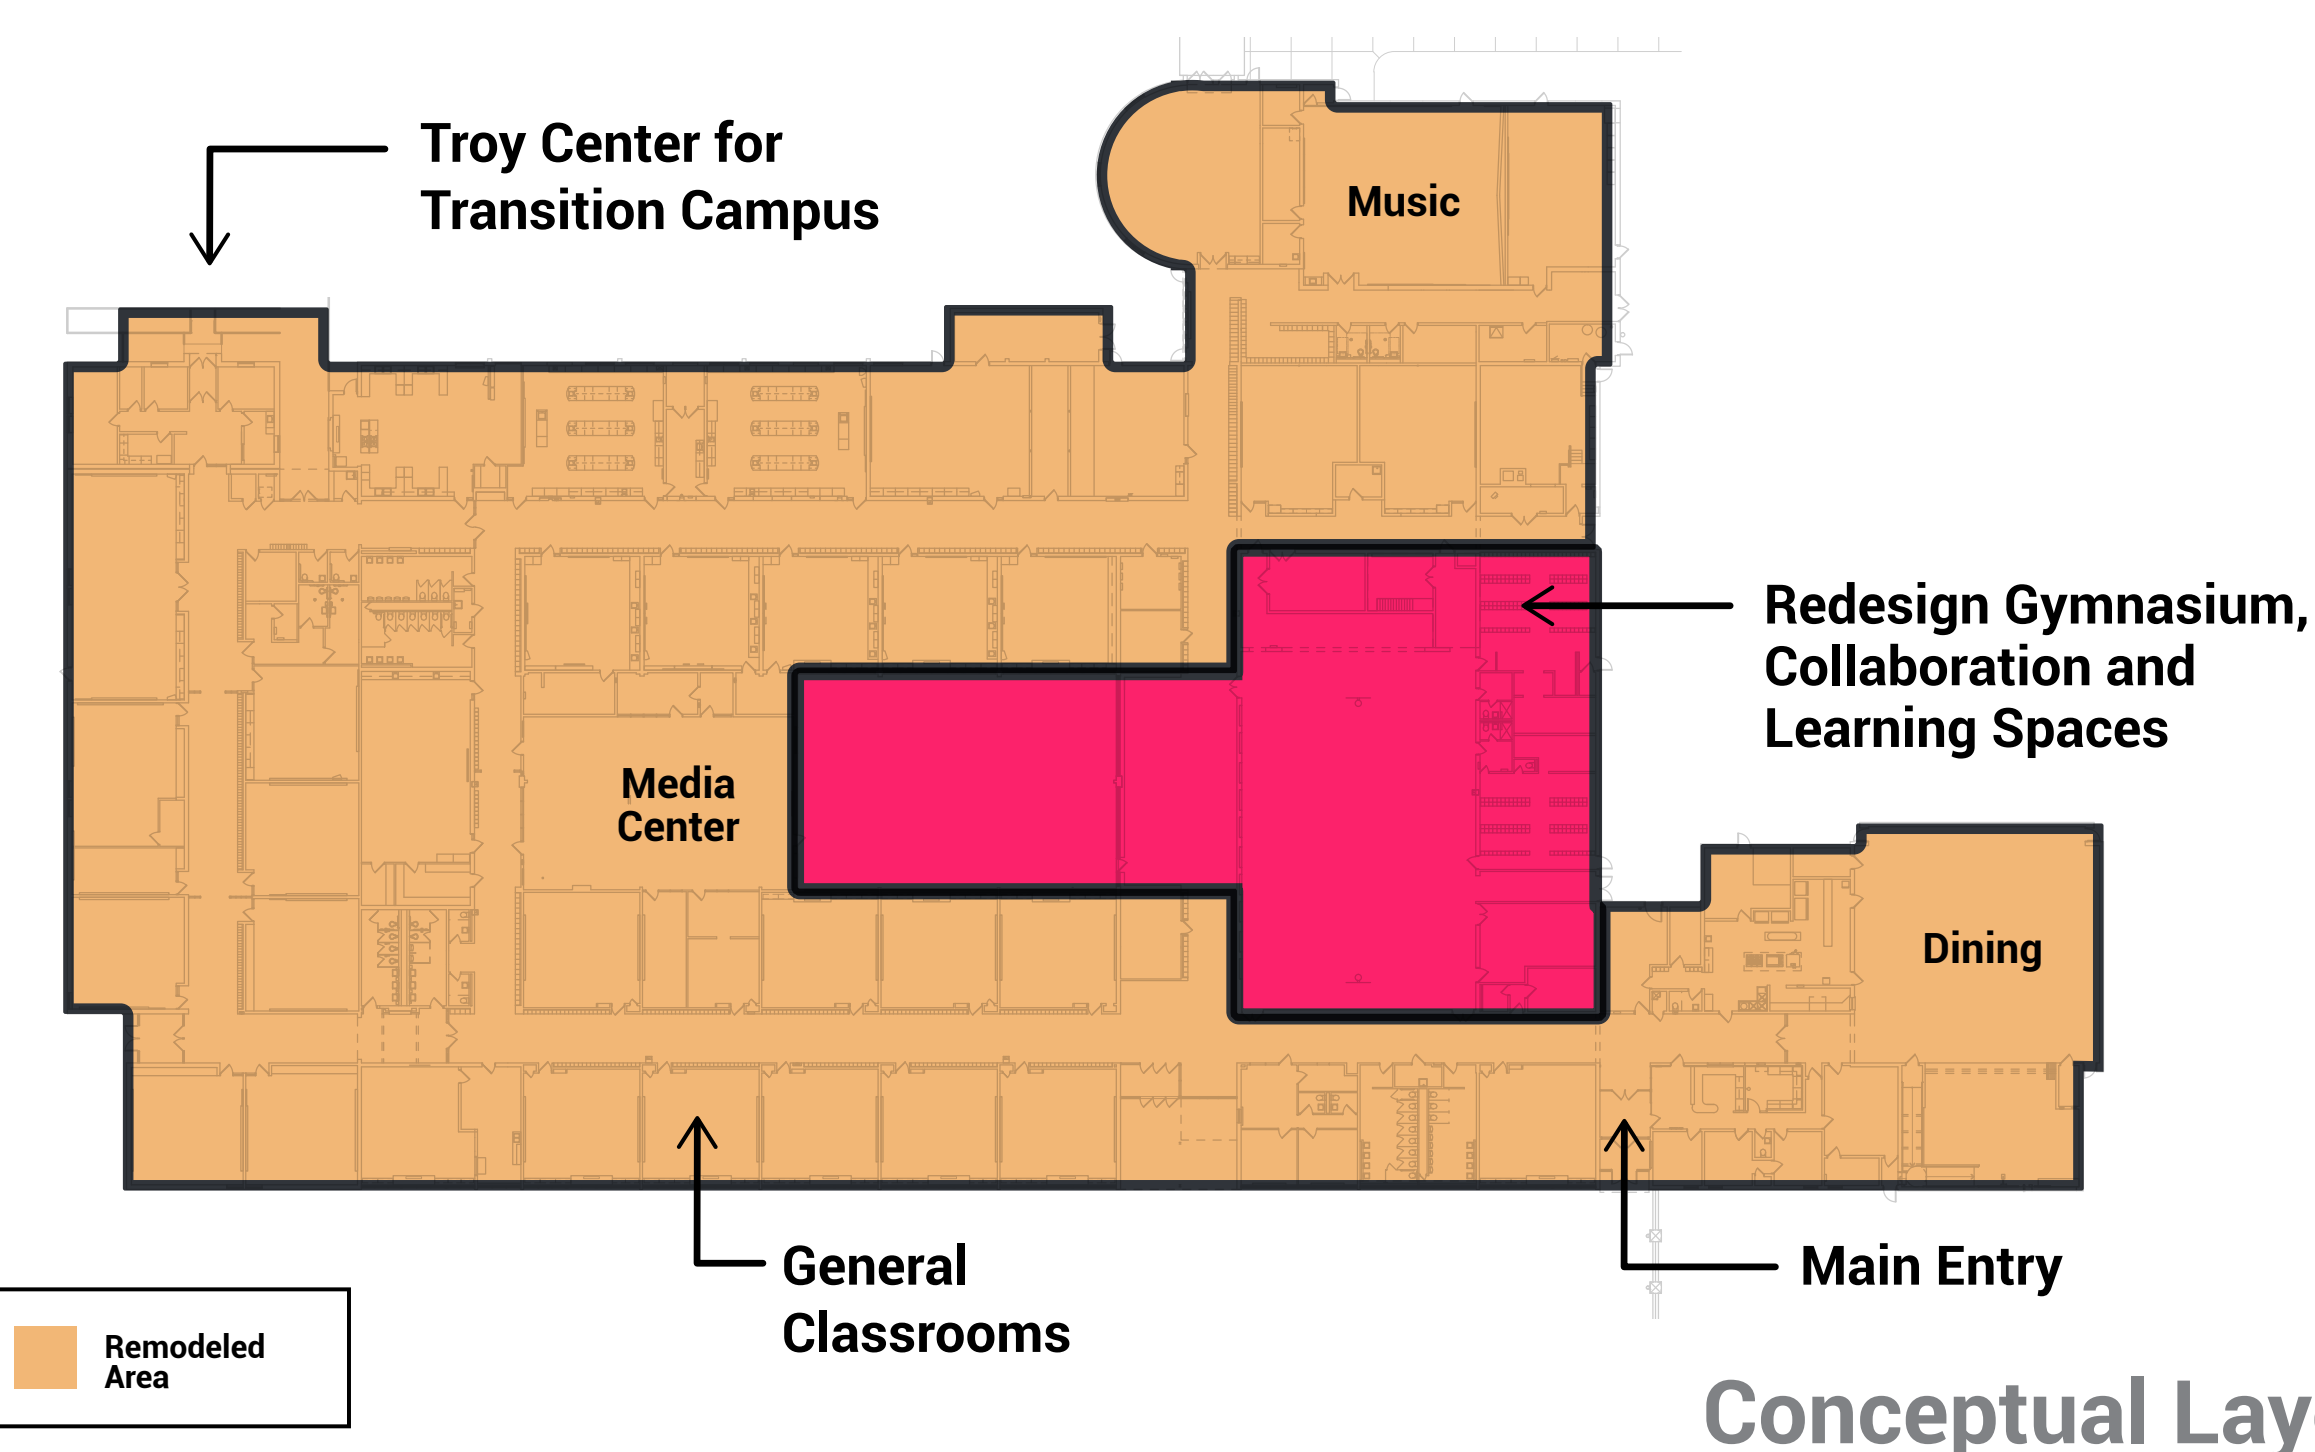 Troy Center for
Transition Campus
Music
Redesign Gymnasium,
Collaboration and
Learning Spaces
Media
Center
Dining
General
Classrooms
Main Entry
Remodeled
Area
Conceptual